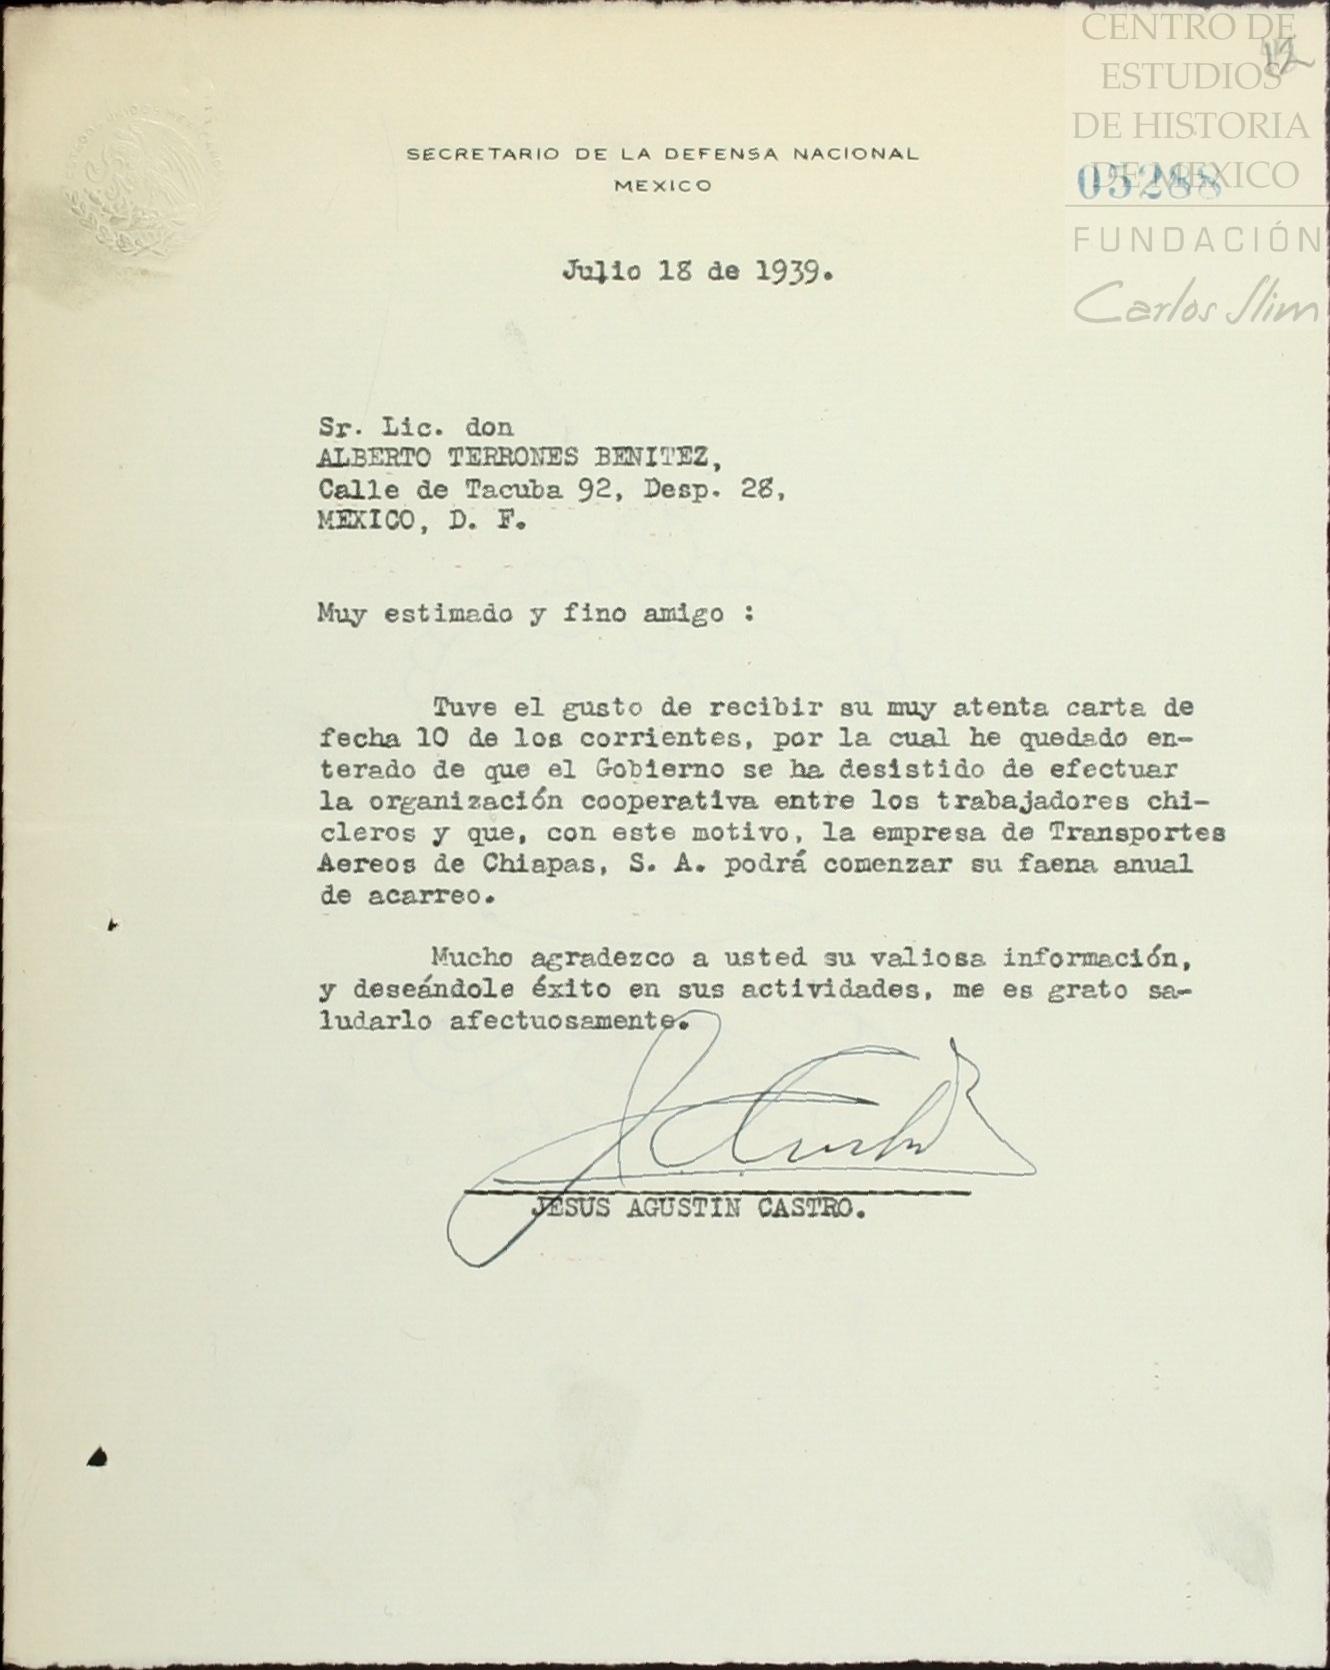 CENTRO DE
ESTUDIOS
DE HISTORIA
DE MEXICO
FUNDACIÓN
Carlos Slim
12
05288
SECRETARIO DE LA DEFENSA NACIONAL
MEXICO
Julio 18 de 1939.
Sr. Lic. don
ALBERTO TERRONES BENITEZ,
Calle de Tacuba 92, Desp. 28,
MEXICO, D. F.
Muy estimado y fino amigo :
Tuve el gusto de recibir su muy atenta carta de
fecha 10 de los corrientes, por la cual he quedado en-
terado de que el Gobierno se ha desistido de efectuar
la organización cooperativa entre los trabajadores chi-
cleros y que, con este motivo, la empresa de Transportes
Aereos de Chiapas, S. A. podrá comenzar su faena anual
de acarreo.
Mucho agradezco a usted su valiosa información,
y deseándole éxito en sus actividades, me es grato sa-
ludarlo afectuosamente.
JESUS AGUSTIN CASTRO.